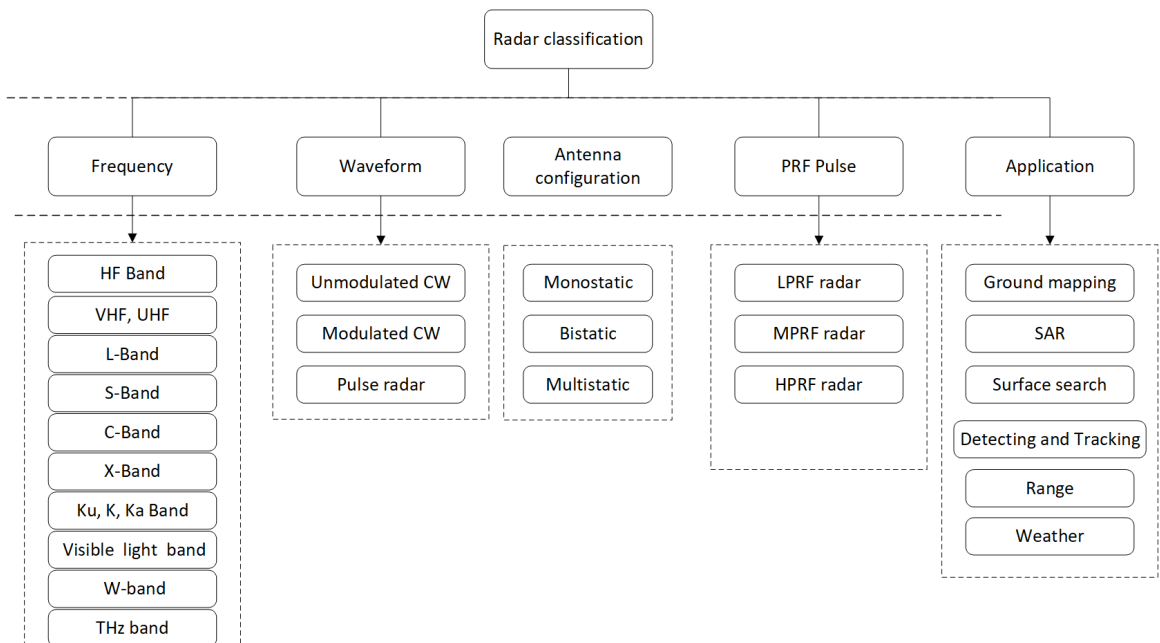 Radar classification
Frequency
Waveform
Antenna
configuration
PRF Pulse
Application
HF Band
VHF, UHF
L-Band
S-Band
C-Band
X-Band
Ku, K, Ka Band
Visible light band
W-band
THz band
Unmodulated CW
Modulated CW
Pulse radar
Monostatic
Bistatic
Multistatic
LPRF radar
MPRF radar
HPRF radar
Ground mapping
SAR
Surface search
Detecting and Tracking
Range
Weather